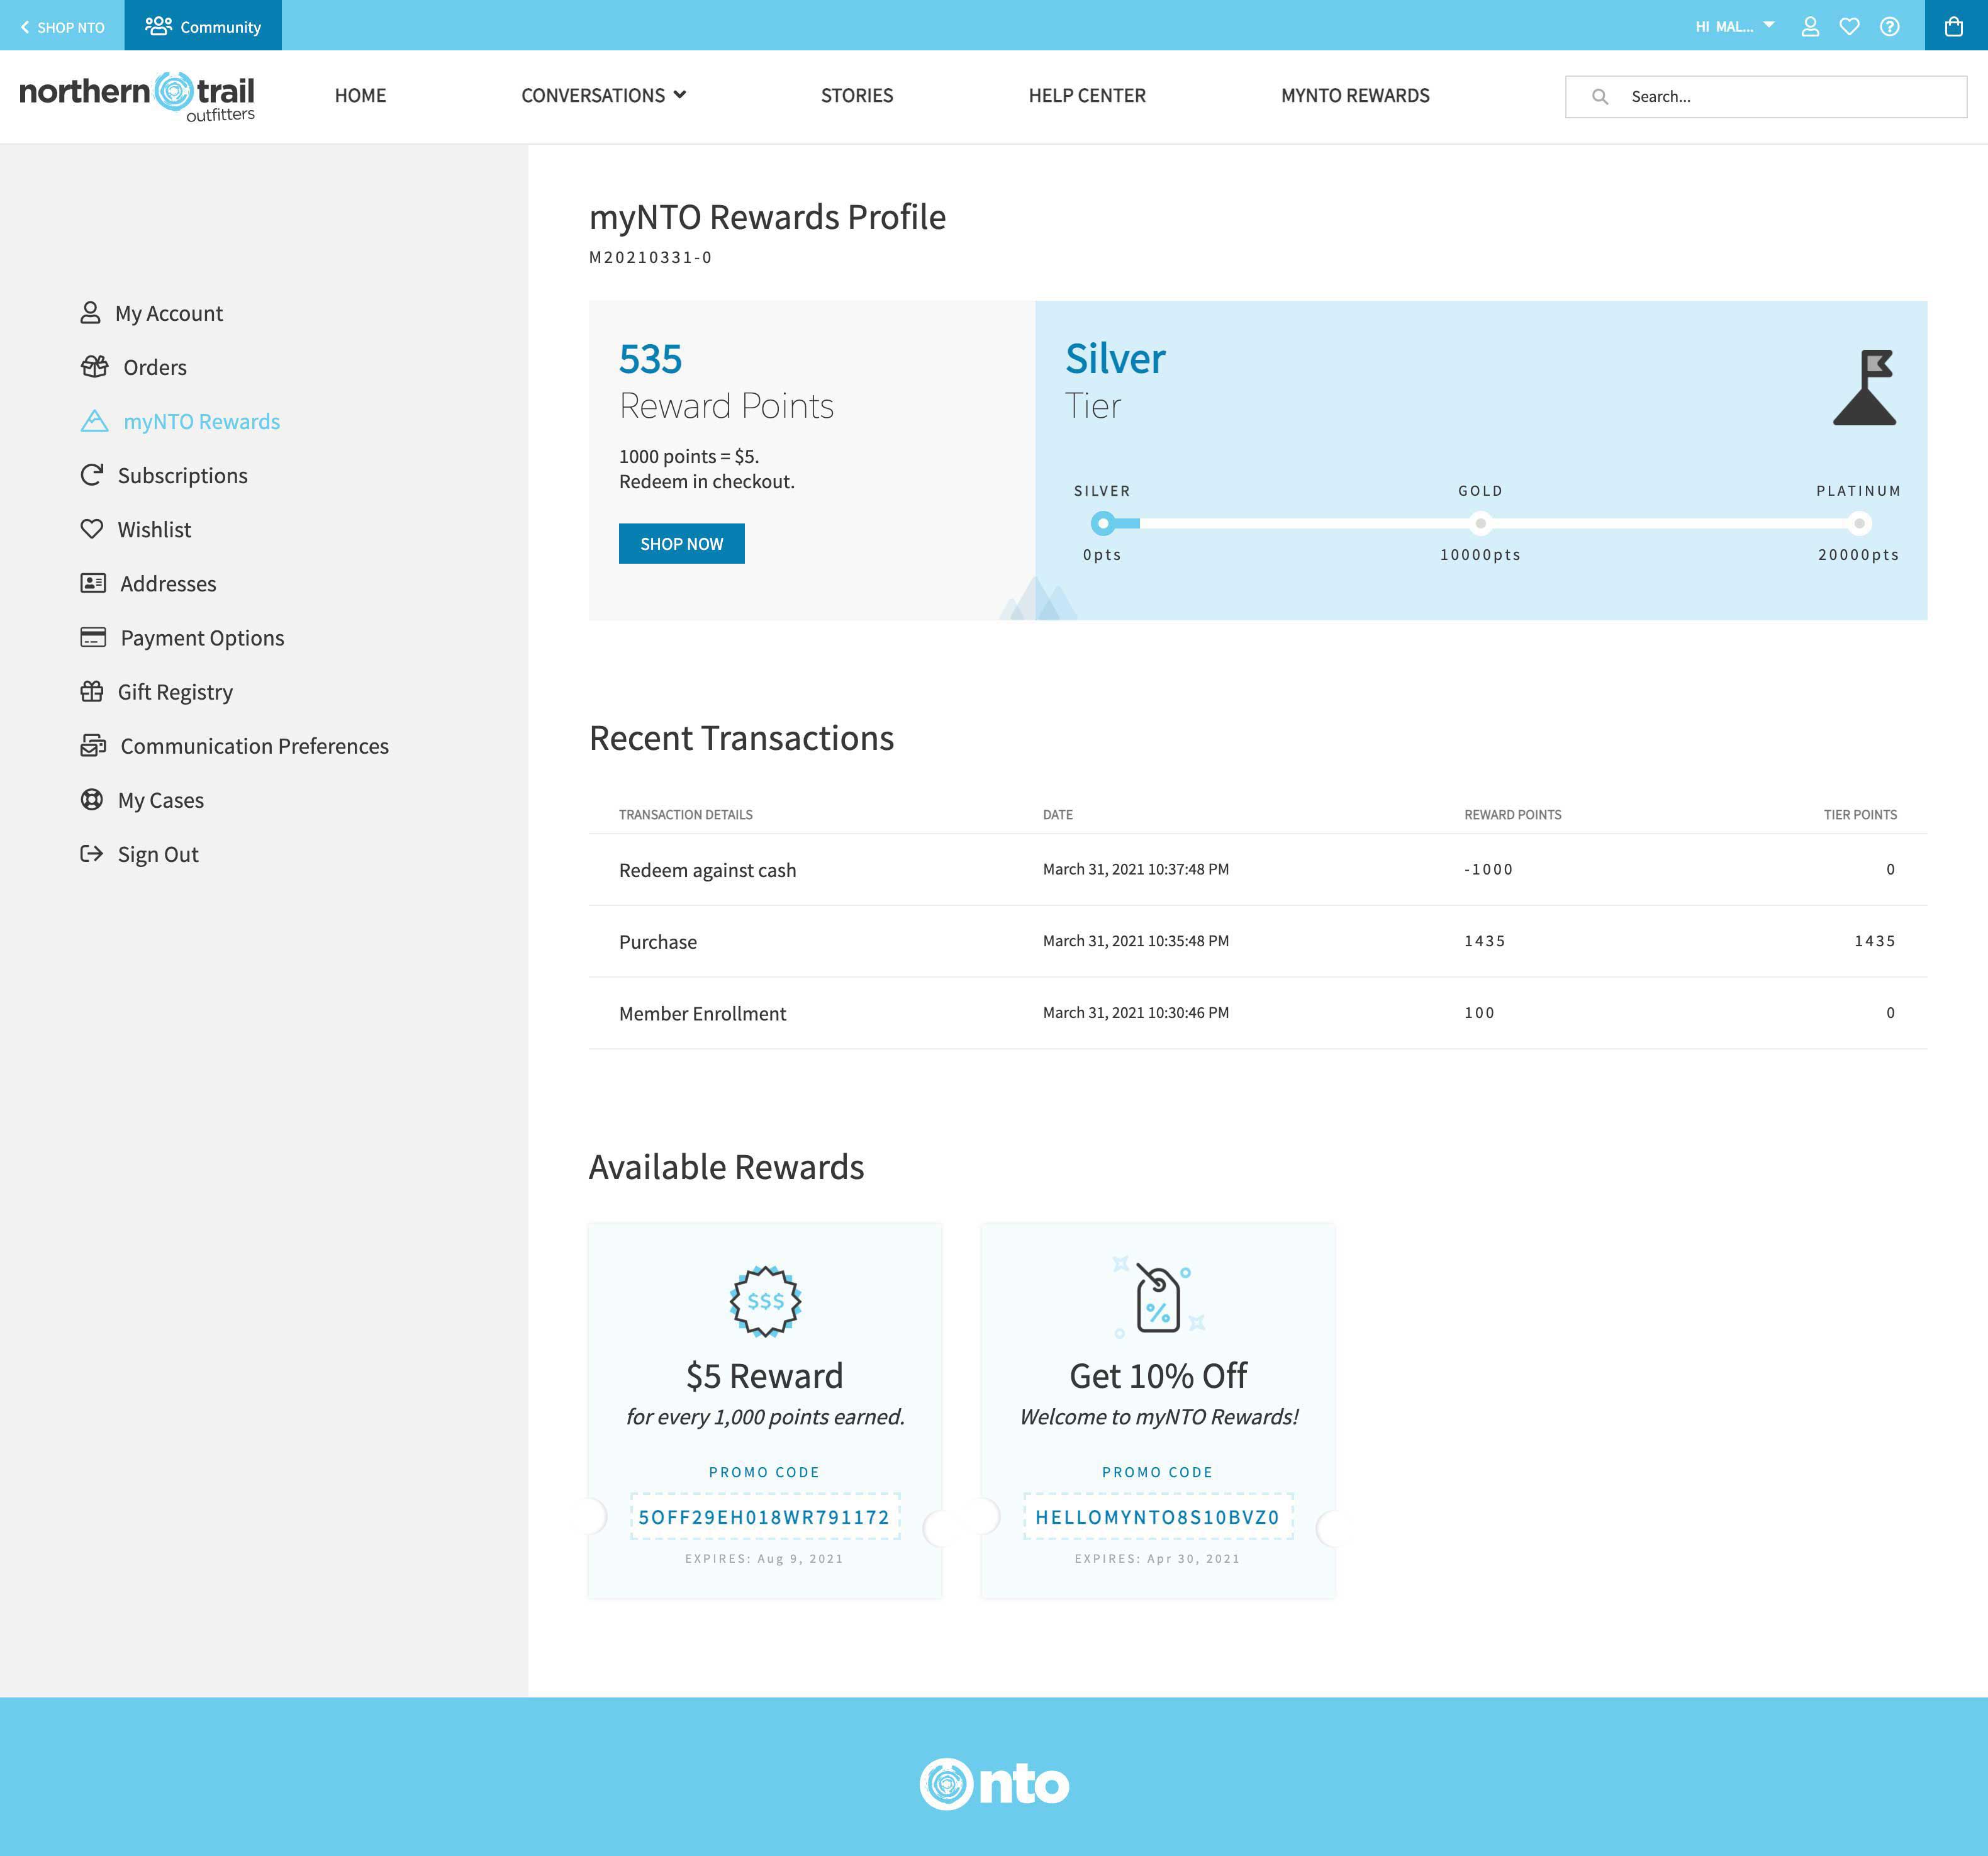 SHOP NTO
Community
HI MAL...
northern trail
outfitters
HOME
CONVERSATIONS
STORIES
HELP CENTER
MYNTO REWARDS
Search...
My Account
Orders
myNTO Rewards
Subscriptions
Wishlist
Addresses
Payment Options
Gift Registry
Communication Preferences
My Cases
Sign Out
myNTO Rewards Profile
M20210331-0
535
Reward Points
1000 points = $5.
Redeem in checkout.
SHOP NOW
Silver
Tier
SILVER GOLD PLATINUM
0pts 10000pts 20000pts
Recent Transactions
TRANSACTION DETAILS DATE REWARD POINTS TIER POINTS
Redeem against cash March 31, 2021 10:37:48 PM -1000 0
Purchase March 31, 2021 10:35:48 PM 1435 1435
Member Enrollment March 31, 2021 10:30:46 PM 100 0
Available Rewards
$$$
$5 Reward
for every 1,000 points earned.
PROMO CODE
5OFF29EH018WR791172
EXPIRES: Aug 9, 2021
%
Get 10% Off
Welcome to myNTO Rewards!
PROMO CODE
HELLOMYNTO8S10BVZ0
EXPIRES: Apr 30, 2021
nto